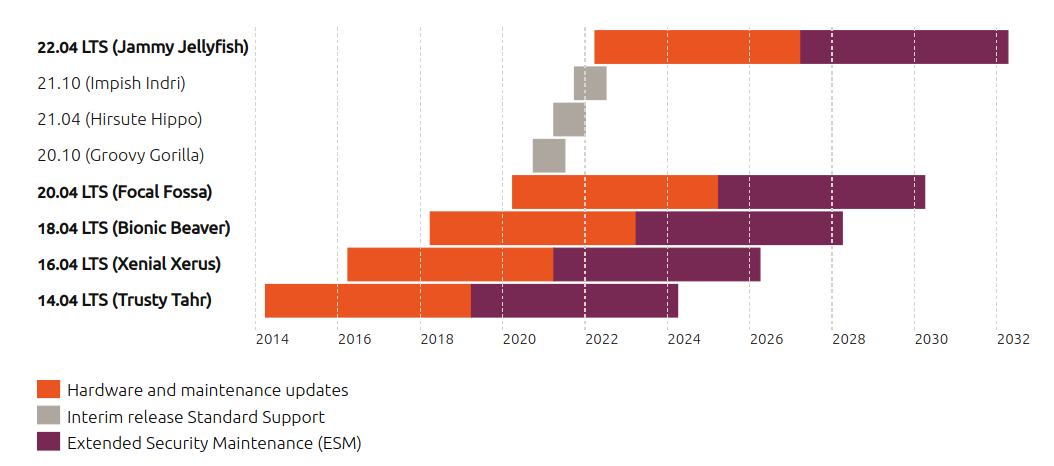 22.04 LTS (Jammy Jellyfish)
21.10 (Impish Indri)
21.04 (Hirsute Hippo)
20.10 (Groovy Gorilla)
20.04 LTS (Focal Fossa)
18.04 LTS (Bionic Beaver)
16.04 LTS (Xenial Xerus)
14.04 LTS (Trusty Tahr)
2014 2016 2018 2020 2022 2024 2026 2028 2030 2032
Hardware and maintenance updates
Interim release Standard Support
Extended Security Maintenance (ESM)